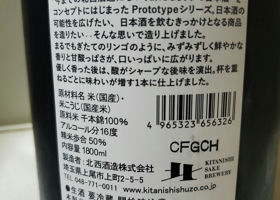 コンセプトにはじまったPrototypeシリーズ。日本酒の
可能性を広げたい、日本酒を飲むきっかけとなる商品
を造りたい、そんな思いで造り上げました。
まるでもぎたてのリンゴのように、みずみずしく鮮やかな
香りと甘酸っぱさが、口いっぱいに広がります。
優しく香った後は、酸がシャープな後味を演出。杯を重
ねるごとに味わいが増す1本に仕上げました。
原材料名 米(国産)・
米こうじ(国産米)
原料米 千本錦100%
アルコール分16度
精米歩合 50%
内容量 1800ml
製造者 北西酒造株式会社
埼玉県上尾市上町2-5-5
TEL 048-771-0011
www.kitanishishuzo.co.jp
生酒 要冷蔵
4 965323 656326
CFGCH
KITANISHI
SAKE BREWERY